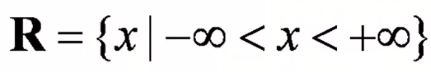 R = {x | −∞ < x < +∞}